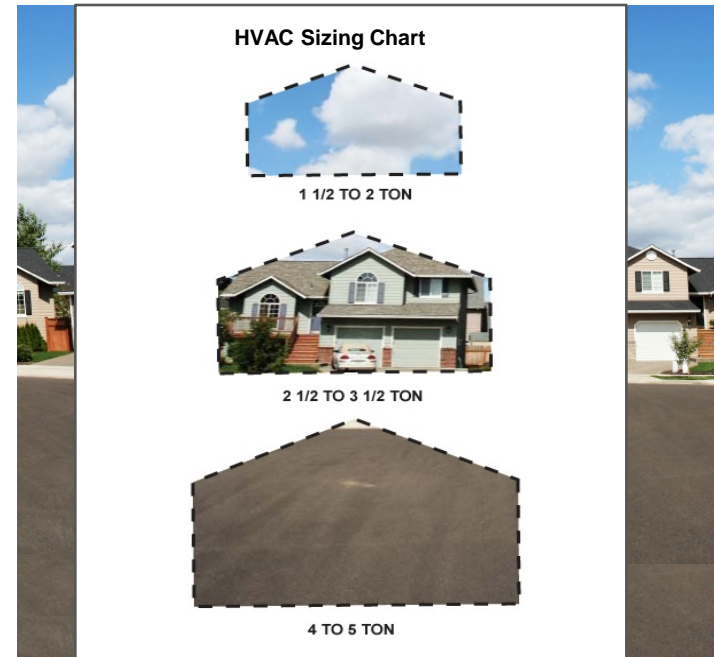 HVAC Sizing Chart
1 1/2 TO 2 TON
2 1/2 TO 3 1/2 TON
4 TO 5 TON